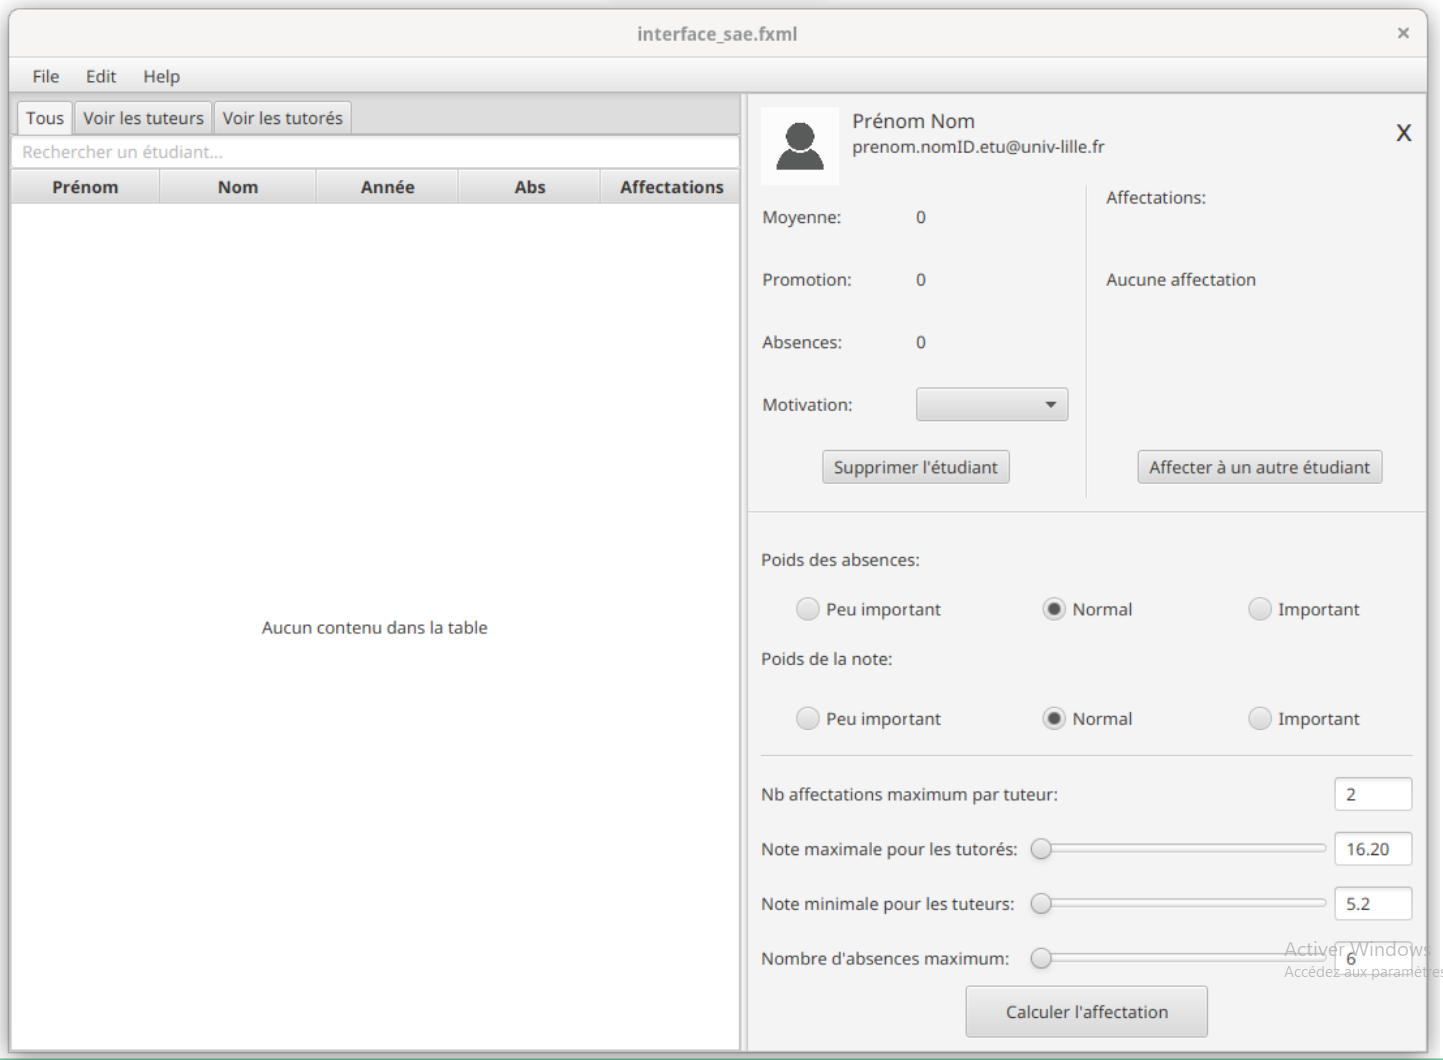 interface_sae.fxml ×
File Edit Help
Tous Voir les tuteurs Voir les tutorés
Rechercher un étudiant...
Prénom Nom Année Abs Affectations
Aucun contenu dans la table
Prénom Nom
prenom.nomID.etu@univ-lille.fr
X
Moyenne: 0
Promotion: 0
Absences: 0
Motivation:
Supprimer l'étudiant
Affectations:
Aucune affectation
Affecter à un autre étudiant
Poids des absences:
Peu important Normal Important
Poids de la note:
Peu important Normal Important
Nb affectations maximum par tuteur: 2
Note maximale pour les tutorés: 16.20
Note minimale pour les tuteurs: 5.2
Nombre d'absences maximum: 6
Activer Windows
Accédez aux paramètres
Calculer l'affectation